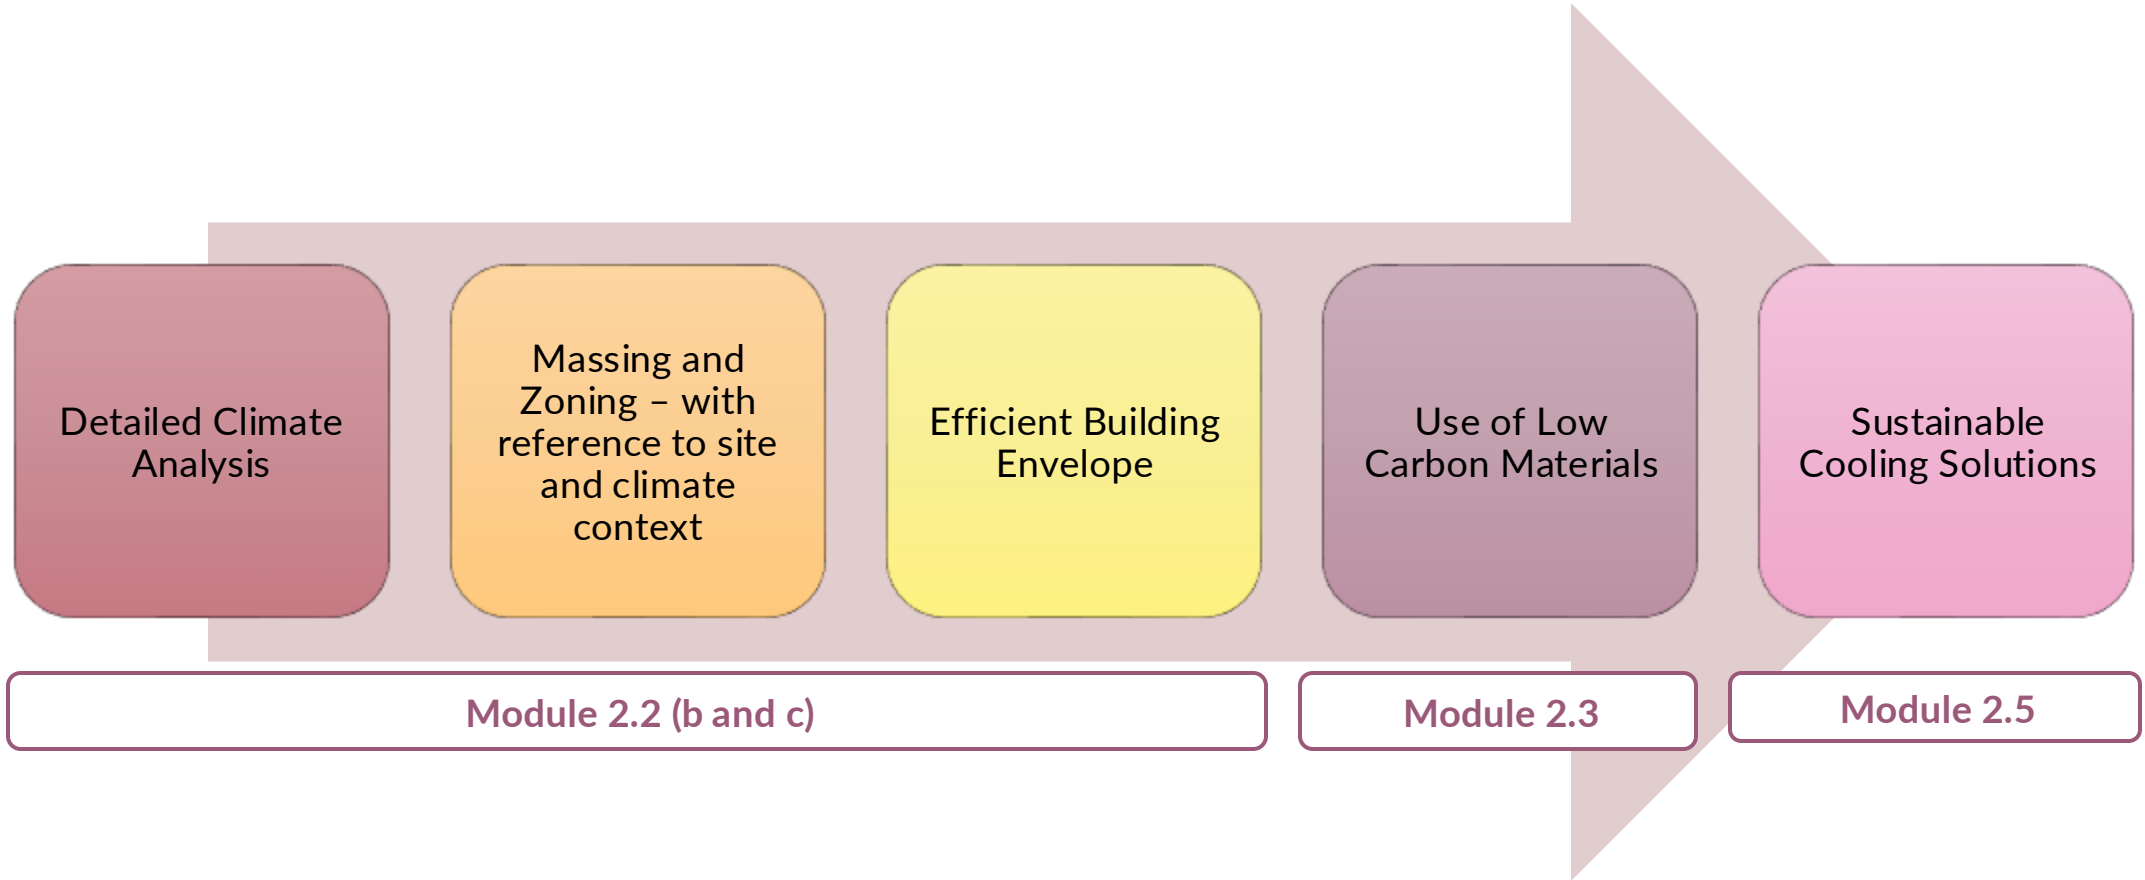 Detailed Climate
Analysis
Massing and
Zoning – with
reference to site
and climate
context
Efficient Building
Envelope
Use of Low
Carbon Materials
Sustainable
Cooling Solutions
Module 2.2 (b and c)
Module 2.3
Module 2.5